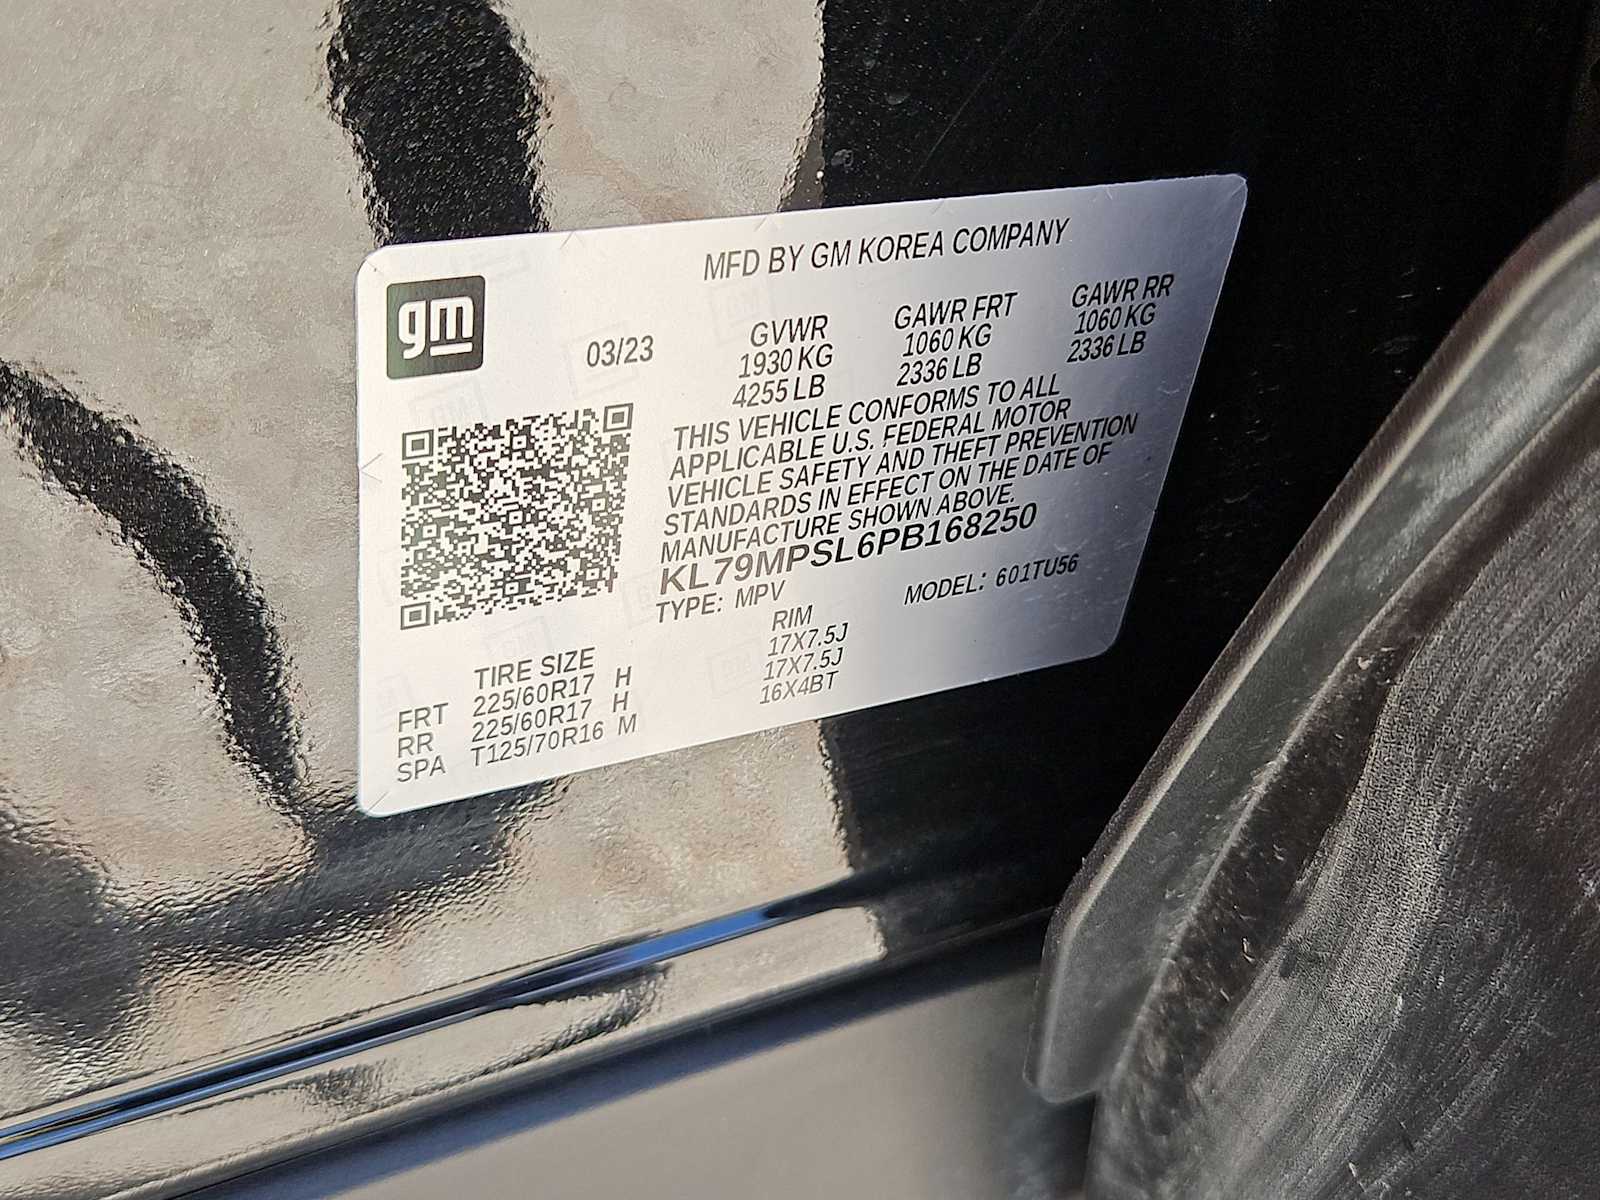 MFD BY GM KOREA COMPANY
gm
03/23
GVWR GAWR FRT GAWR RR
1930 KG 1060 KG 1060 KG
4255 LB 2336 LB 2336 LB
THIS VEHICLE CONFORMS TO ALL
APPLICABLE U.S. FEDERAL MOTOR
VEHICLE SAFETY AND THEFT PREVENTION
STANDARDS IN EFFECT ON THE DATE OF
MANUFACTURE SHOWN ABOVE.
KL79MPSL6PB168250
TYPE: MPV MODEL: 601TU56
TIRE SIZE RIM
FRT 225/60R17 H 17X7.5J
RR 225/60R17 H 17X7.5J
SPA T125/70R16 M 16X4BT